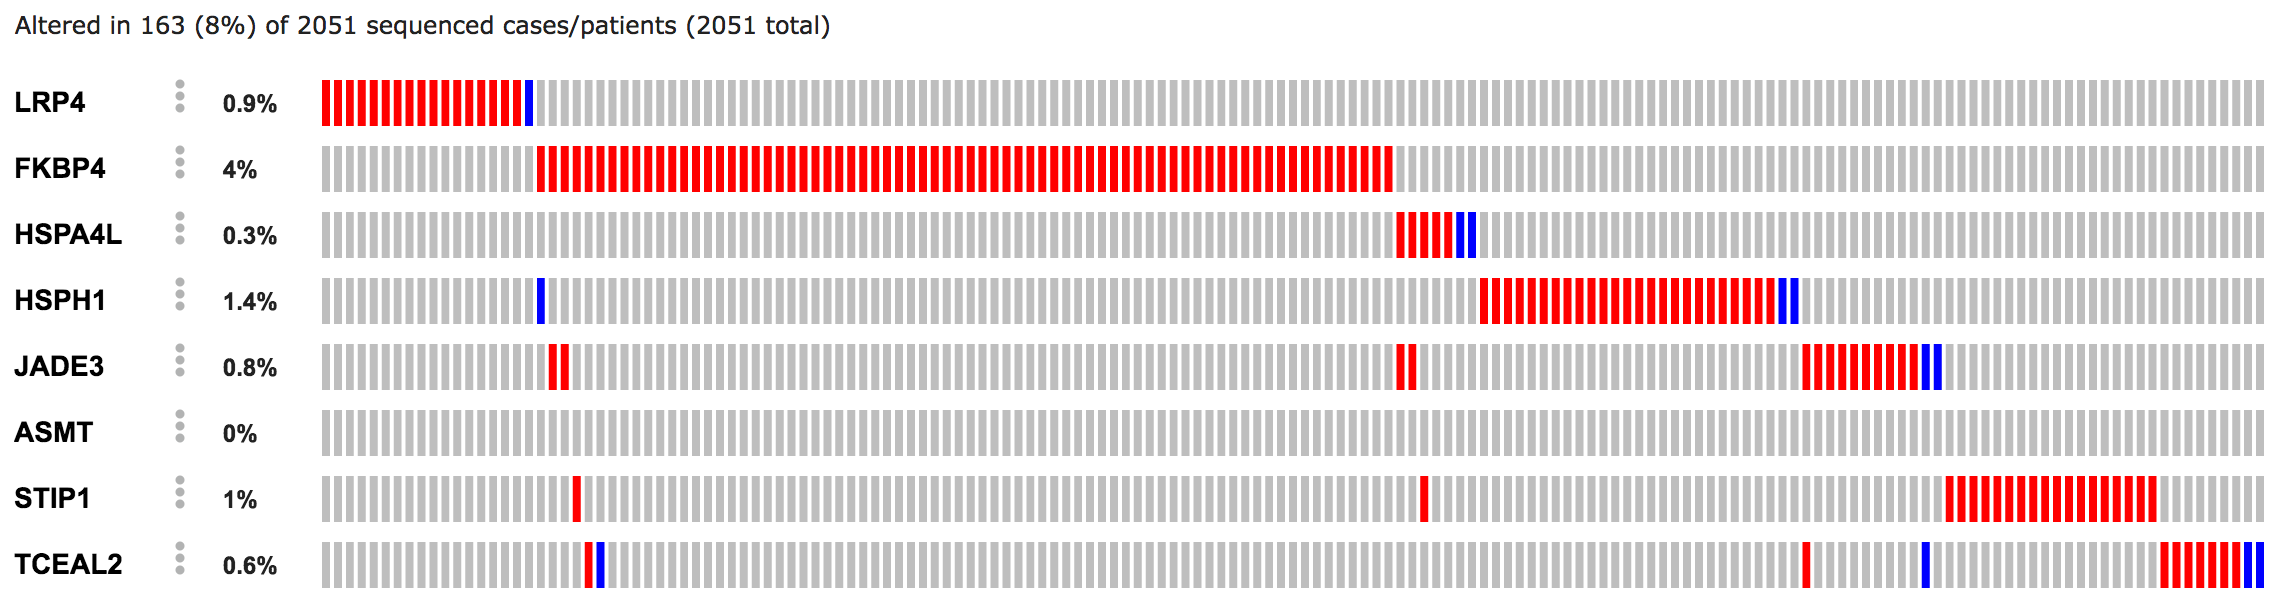 Altered in 163 (8%) of 2051 sequenced cases/patients (2051 total)
LRP4 0.9%
FKBP4 4%
HSPA4L 0.3%
HSPH1 1.4%
JADE3 0.8%
ASMT 0%
STIP1 1%
TCEAL2 0.6%